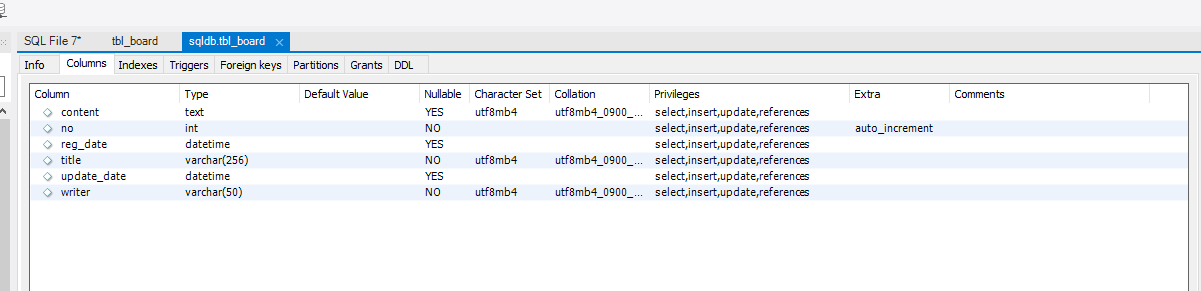 SQL File 7* tbl_board sqldb.tbl_board ×
Info Columns Indexes Triggers Foreign keys Partitions Grants DDL
Column Type Default Value Nullable Character Set Collation Privileges Extra Comments
content text YES utf8mb4 utf8mb4_0900_... select,insert,update,references
no int NO select,insert,update,references auto_increment
reg_date datetime YES select,insert,update,references
title varchar(256) NO utf8mb4 utf8mb4_0900_... select,insert,update,references
update_date datetime YES select,insert,update,references
writer varchar(50) NO utf8mb4 utf8mb4_0900_... select,insert,update,references